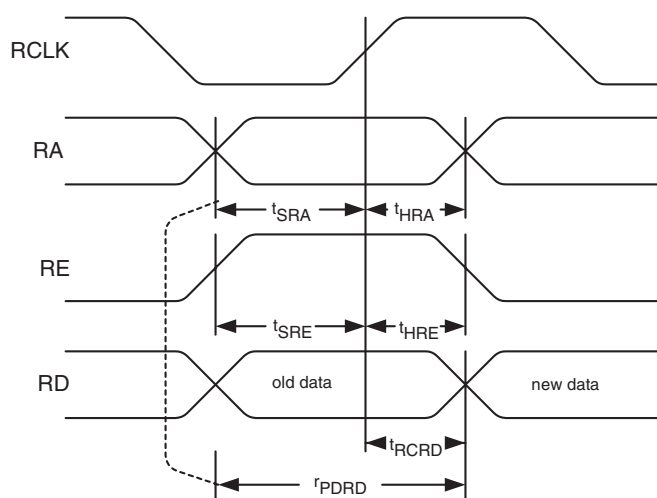 RCLK
RA
tSRA
tHRA
RE
tSRE
tHRE
RD
old data
new data
tRCRD
rPDRD